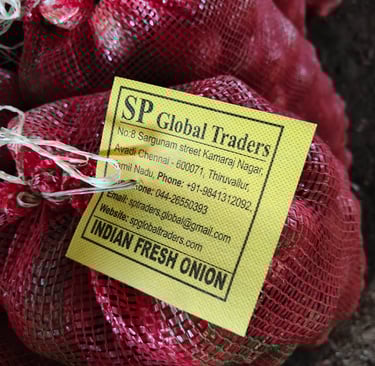 SP Global Traders
No:8 Sargunam street Kamaraj Nagar,
Avadi Chennai - 600071, Thiruvallur,
Tamil Nadu, Phone: +91-9841312092,
Phone: 044-26550393
Email: sptraders.global@gmail.com
Website: spglobaltraders.com
INDIAN FRESH ONION